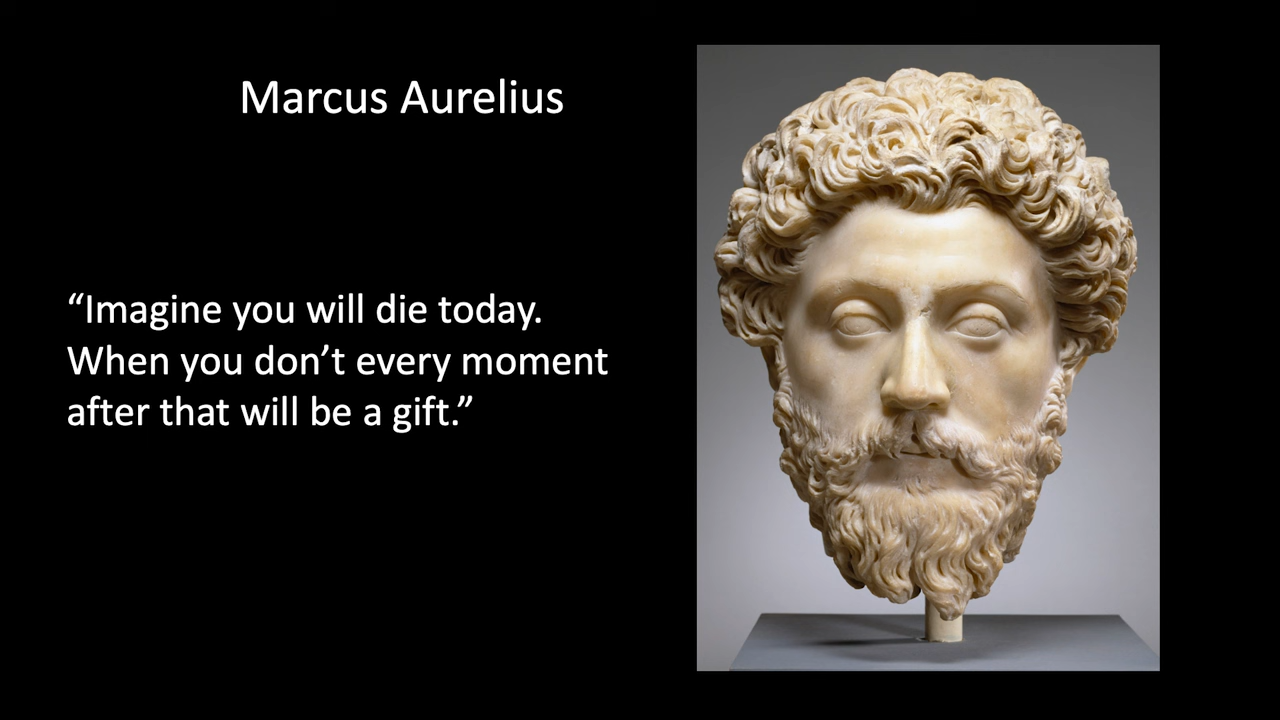 Marcus Aurelius
“Imagine you will die today.
When you don’t every moment
after that will be a gift.”